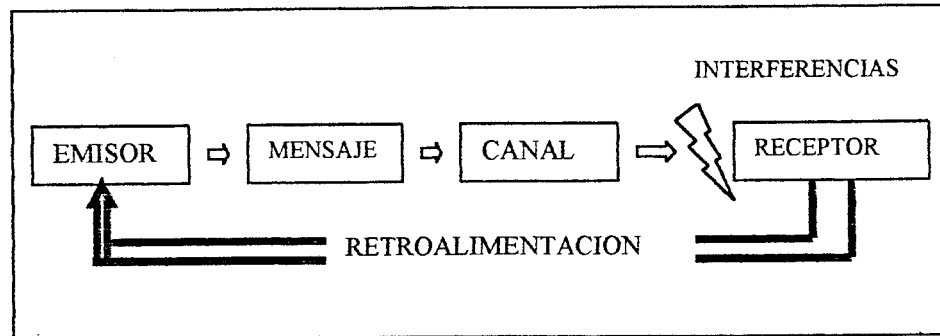 INTERFERENCIAS
EMISOR
MENSAJE
CANAL
RECEPTOR
RETROALIMENTACION